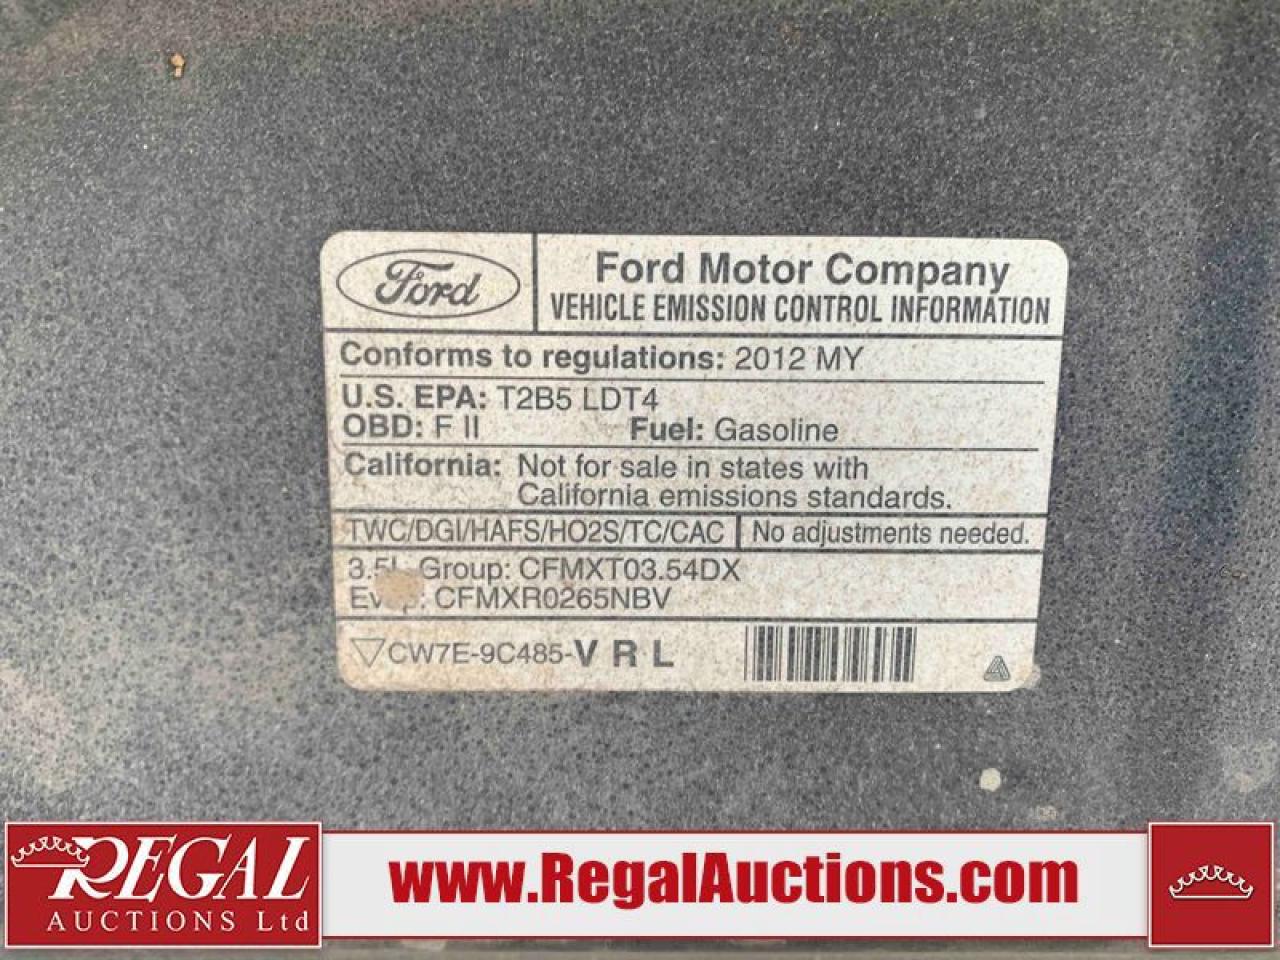 Ford
Ford Motor Company
VEHICLE EMISSION CONTROL INFORMATION
Conforms to regulations: 2012 MY
U.S. EPA: T2B5 LDT4
OBD: F II Fuel: Gasoline
California: Not for sale in states with
California emissions standards.
TWC/DGI/HAFS/HO2S/TC/CAC No adjustments needed.
3.5L Group: CFMXT03.54DX
CFMXR0265NBV
CW7E-9C485-V R L
REGAL
AUCTIONS Ltd
www.RegalAuctions.com